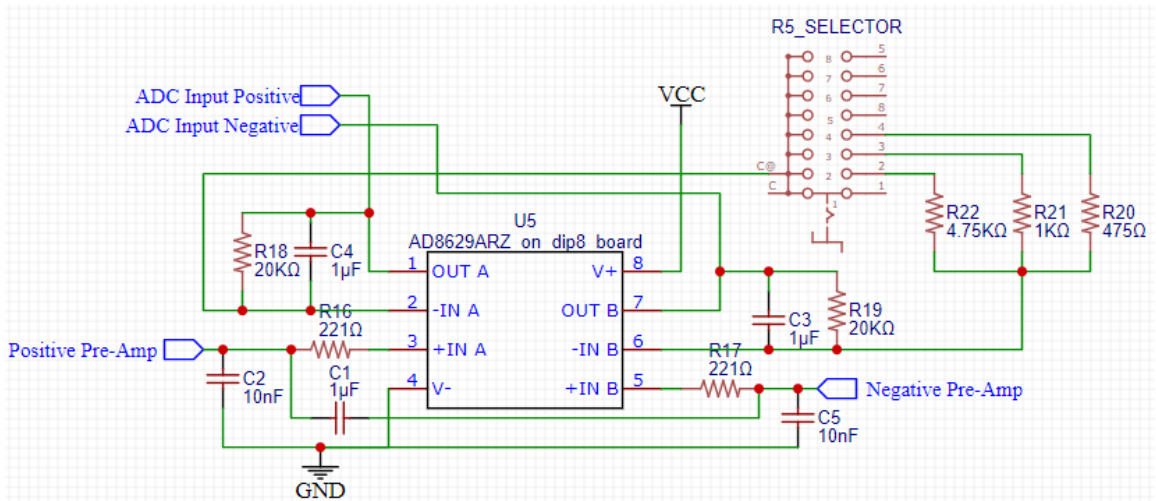 R5_SELECTOR
ADC Input Positive
ADC Input Negative
VCC
8
7
6
5
4
3
2
1
5
6
7
8
4
3
2
1
C@
C
R22
4.75KΩ
R21
1KΩ
R20
475Ω
U5
AD8629ARZ_on_dip8_board
R18
20KΩ
C4
1µF
1 OUT A
2 -IN A
3 +IN A
4 V-
V+ 8
OUT B 7
-IN B 6
+IN B 5
R16
221Ω
C3
1µF
R19
20KΩ
Positive Pre-Amp
C2
10nF
C1
1µF
R17
221Ω
Negative Pre-Amp
C5
10nF
GND